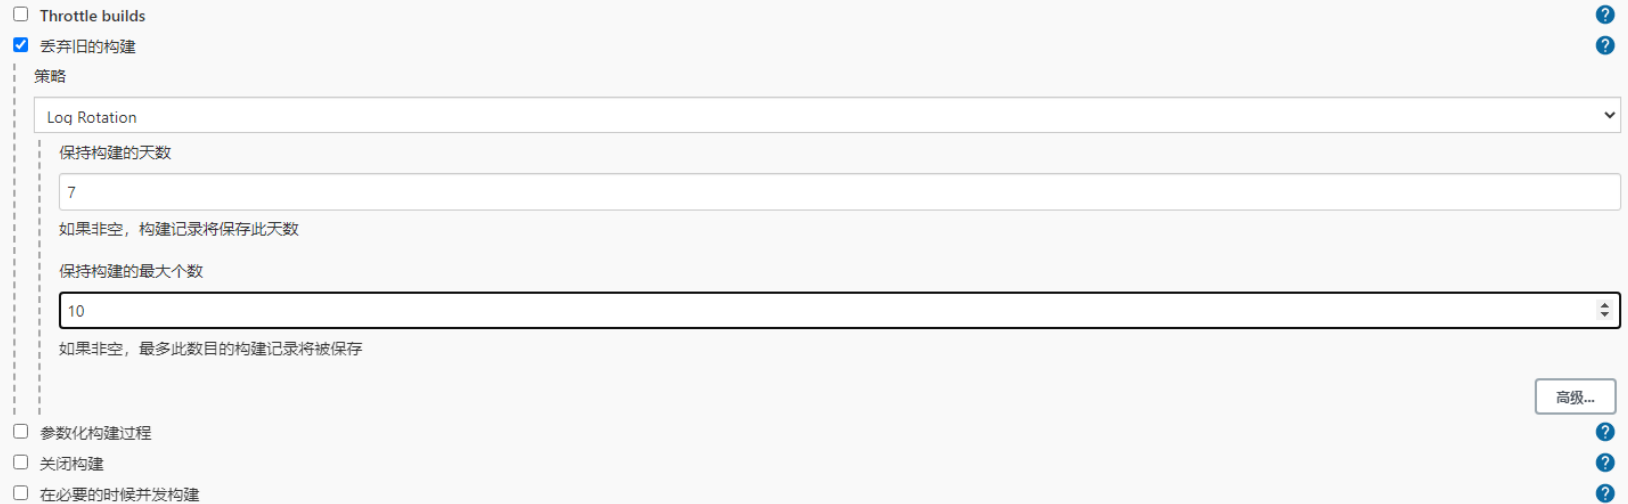 Throttle builds
丢弃旧的构建
策略
Log Rotation
保持构建的天数
7
如果非空，构建记录将保存此天数
保持构建的最大个数
10
如果非空，最多此数目的构建记录将被保存
高级...
参数化构建过程
关闭构建
在必要的时候并发构建